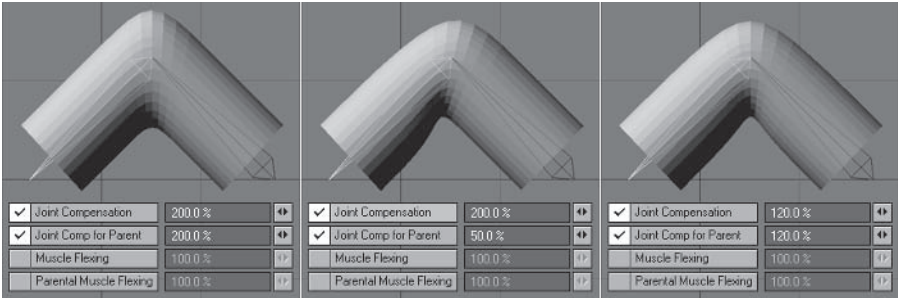 Joint Compensation 200.0 %
Joint Comp for Parent 200.0 %
Muscle Flexing 100.0 %
Parental Muscle Flexing 100.0 %
Joint Compensation 200.0 %
Joint Comp for Parent 50.0 %
Muscle Flexing 100.0 %
Parental Muscle Flexing 100.0 %
Joint Compensation 120.0 %
Joint Comp for Parent 120.0 %
Muscle Flexing 100.0 %
Parental Muscle Flexing 100.0 %